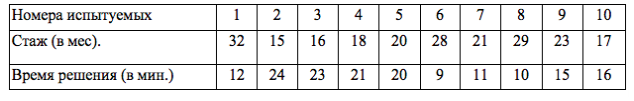 Номера испытуемых 1 2 3 4 5 6 7 8 9 10
Стаж (в мес). 32 15 16 18 20 28 21 29 23 17
Время решения (в мин.) 12 24 23 21 20 9 11 10 15 16